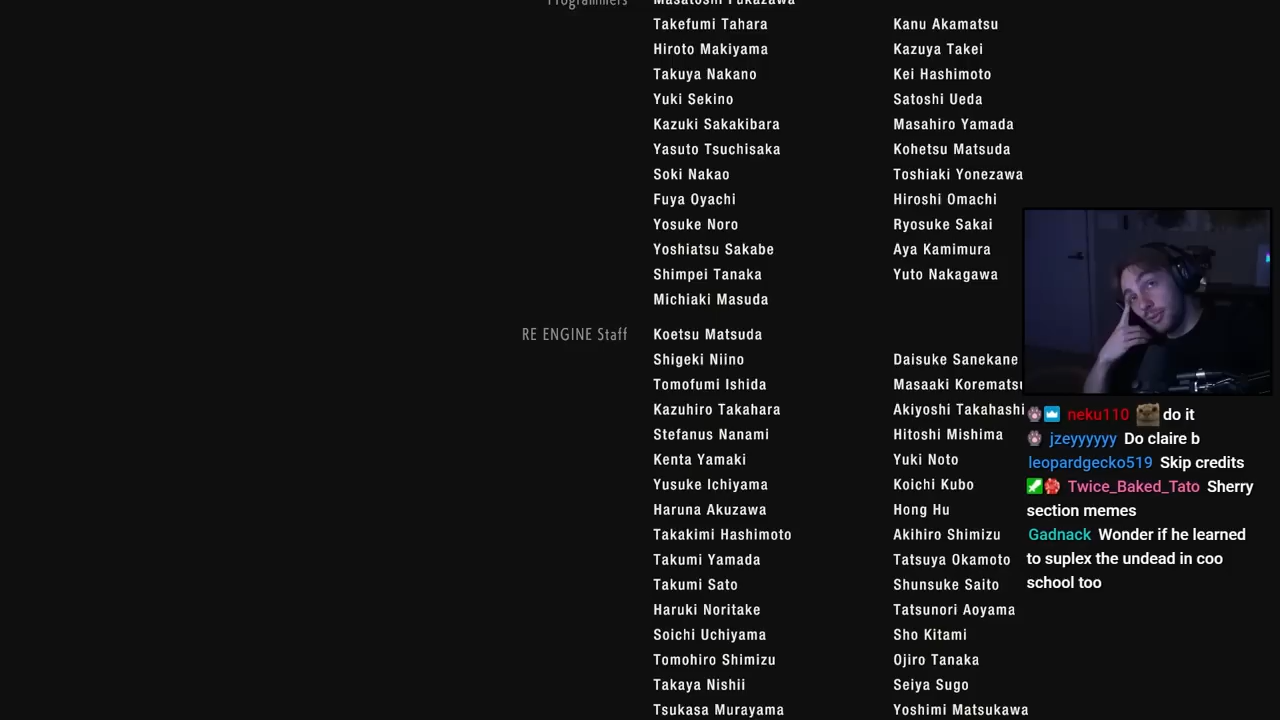 Programmers Masatoshi Fukazawa
Takefumi Tahara Kanu Akamatsu
Hiroto Makiyama Kazuya Takei
Takuya Nakano Kei Hashimoto
Yuki Sekino Satoshi Ueda
Kazuki Sakakibara Masahiro Yamada
Yasuto Tsuchisaka Kohetsu Matsuda
Soki Nakao Toshiaki Yonezawa
Fuya Oyachi Hiroshi Omachi
Yosuke Noro Ryosuke Sakai
Yoshiatsu Sakabe Aya Kamimura
Shimpei Tanaka Yuto Nakagawa
Michiaki Masuda
RE ENGINE Staff Koetsu Matsuda
Shigeki Niino Daisuke Sanekane
Tomofumi Ishida Masaaki Korematsu
Kazuhiro Takahara Akiyoshi Takahashi
Stefanus Nanami Hitoshi Mishima
Kenta Yamaki Yuki Noto
Yusuke Ichiyama Koichi Kubo
Haruna Akuzawa Hong Hu
Takakimi Hashimoto Akihiro Shimizu
Takumi Yamada Tatsuya Okamoto
Takumi Sato Shunsuke Saito
Haruki Noritake Tatsunori Aoyama
Soichi Uchiyama Sho Kitami
Tomohiro Shimizu Ojiro Tanaka
Takaya Nishii Seiya Sugo
Tsukasa Murayama Yoshimi Matsukawa
neku110 do it
jzeyyyyyy Do claire b
leopardgecko519 Skip credits
Twice_Baked_Tato Sherry
section memes
Gadnack Wonder if he learned
to suplex the undead in coo
school too